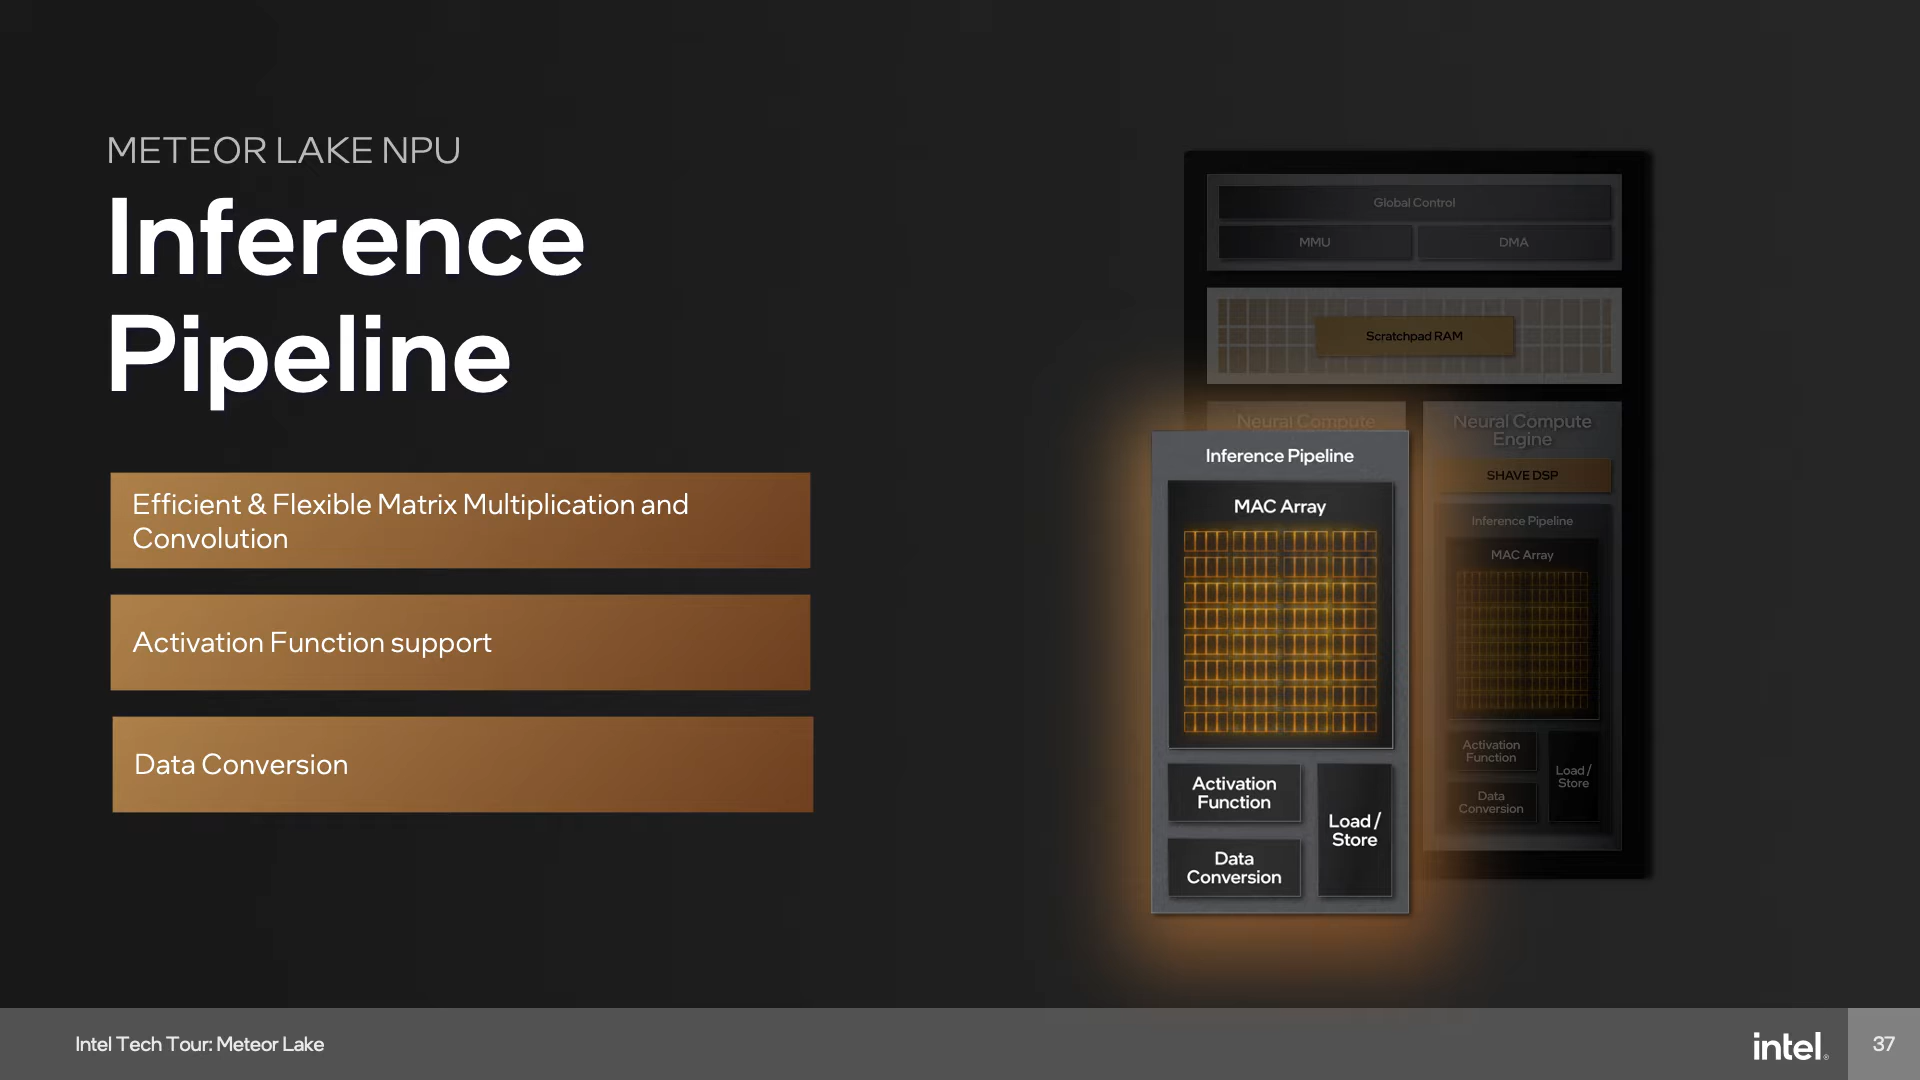 METEOR LAKE NPU
Inference
Pipeline
Efficient & Flexible Matrix Multiplication and
Convolution
Activation Function support
Data Conversion
Global Control
MMU
DMA
Scratchpad RAM
Neural Compute
Inference Pipeline
MAC Array
Activation
Function
Data
Conversion
Load /
Store
Neural Compute
Engine
SHAVE DSP
Inference Pipeline
MAC Array
Activation
Function
Data
Conversion
Load /
Store
Intel Tech Tour: Meteor Lake
intel®
37